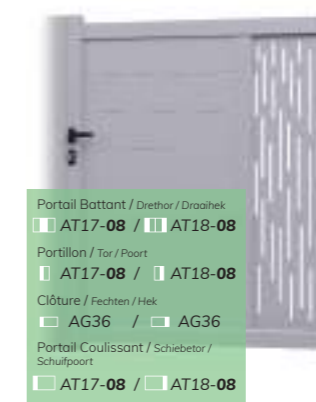 Portail Battant / Drethor / Draaihek
AT17-08 / AT18-08
Portillon / Tor / Poort
AT17-08 / AT18-08
Clôture / Fechten / Hek
AG36 / AG36
Portail Coulissant / Schiebetor /
Schuifpoort
AT17-08 / AT18-08